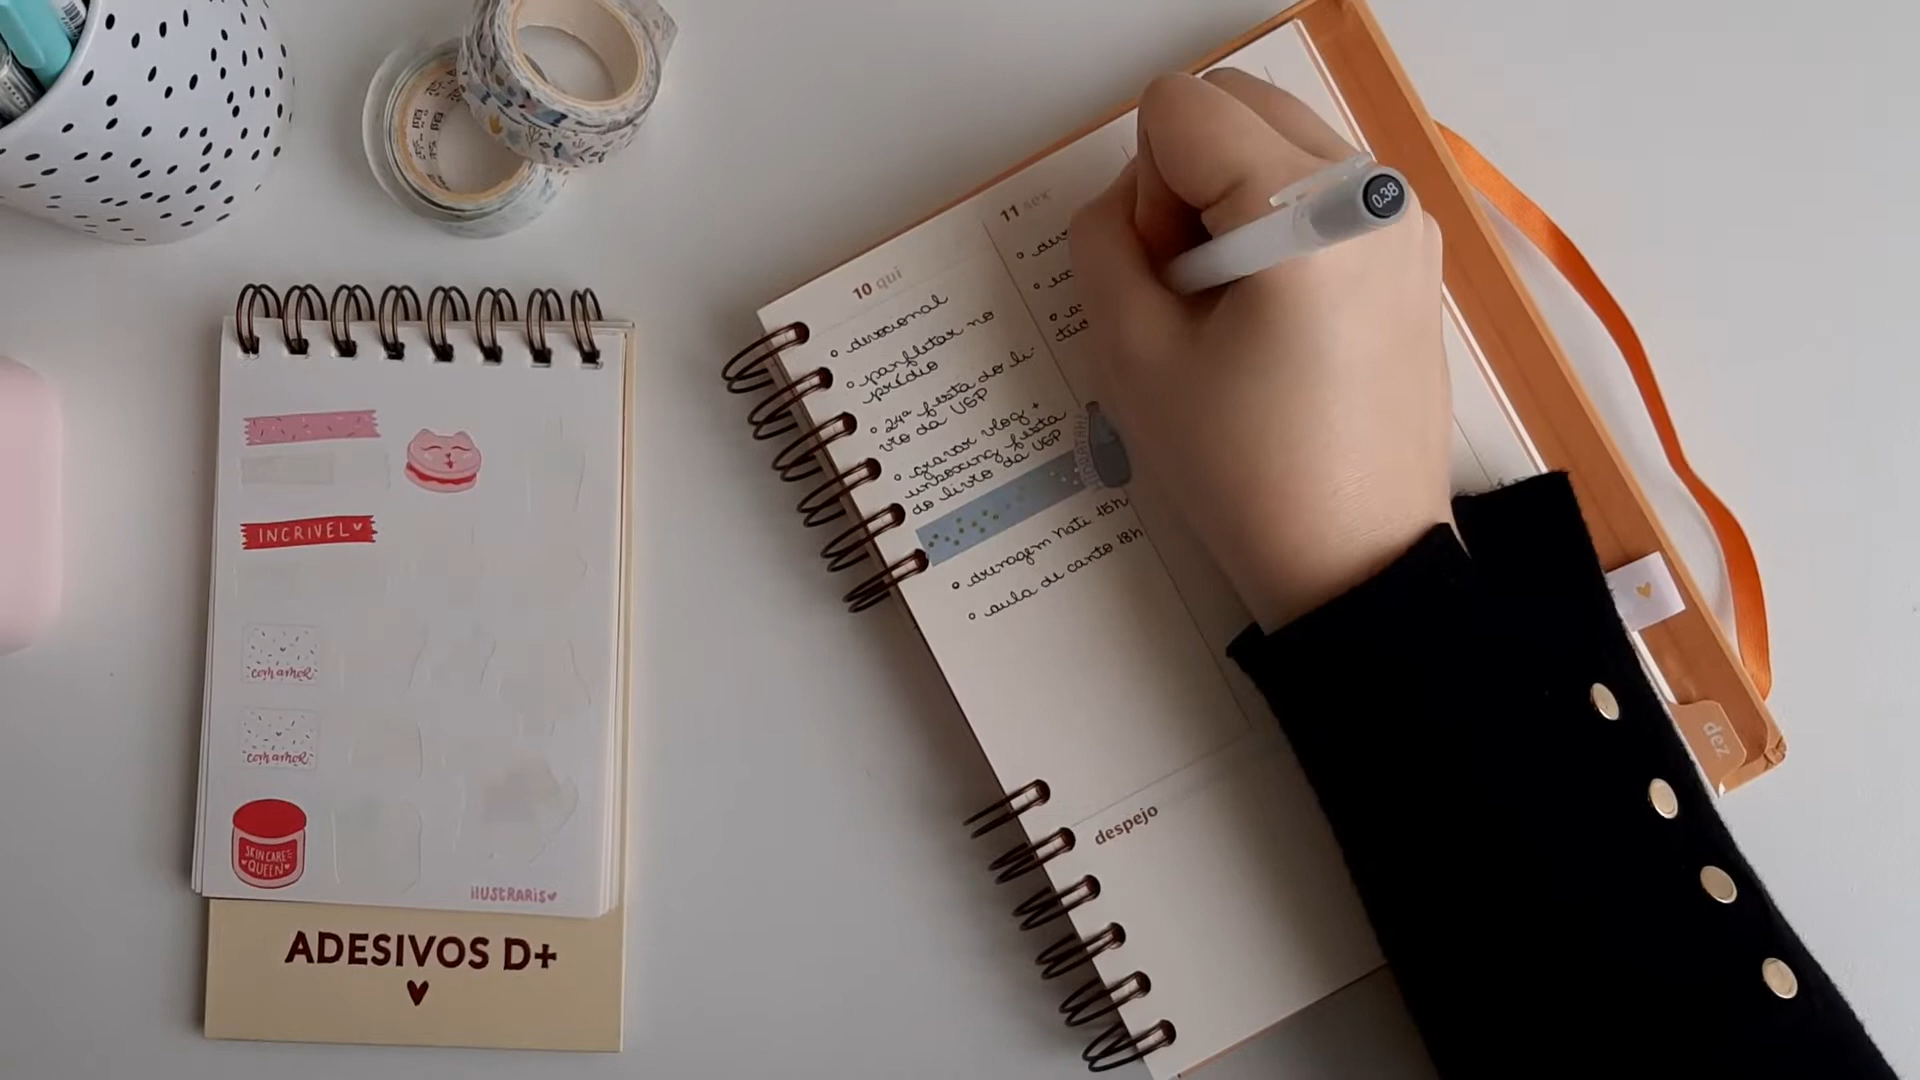 INCRIVEL
com amor
com amor
SKIN CARE
QUEEN
ILUSTRARIS
ADESIVOS D+
10 qui
devocional
panfletar no
prédio
24ª festa do li-
vro da USP
gravar vlog +
unboxing festa
do livro da USP
drenagem Nati 15h
aula de canto 18h
despejo
11 sex
0.38
dez